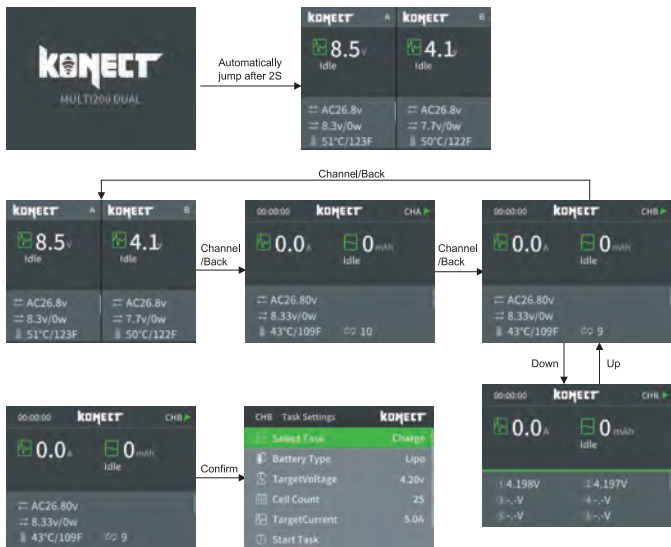 KONECT
MULTI200 DUAL
Automatically
jump after 2S
KONECT A
8.5v
Idle
AC26.8v
8.3v/0w
51°C/123F
B
4.1v
Idle
AC26.8v
7.7v/0w
50°C/122F
Channel/Back
KONECT A
8.5v
Idle
AC26.8v
8.3v/0w
51°C/123F
KONECT B
4.1v
Idle
AC26.8v
7.7v/0w
50°C/122F
Channel
/Back
00:00:00 KONECT CHA
0.0A 0mAh
Idle
AC26.80v
8.33v/0w
43°C/109F 10
Channel
/Back
00:00:00 KONECT CHB
0.0A 0mAh
Idle
AC26.80v
8.33v/0w
43°C/109F 9
Down
Up
00:00:00 KONECT CHB
0.0A 0mAh
Idle
1 4.198V 2 4.197V
3 -.-V 4 -.-V
5 -.-V 6 -.-V
00:00:00 KONECT CHB
0.0A 0mAh
Idle
AC26.80v
8.33v/0w
43°C/109F 9
Confirm
CHB Task Settings KONECT
Select Task Charge
Battery Type Lipo
TargetVoltage 4.20v
Cell Count 2S
TargetCurrent 5.0A
Start Task